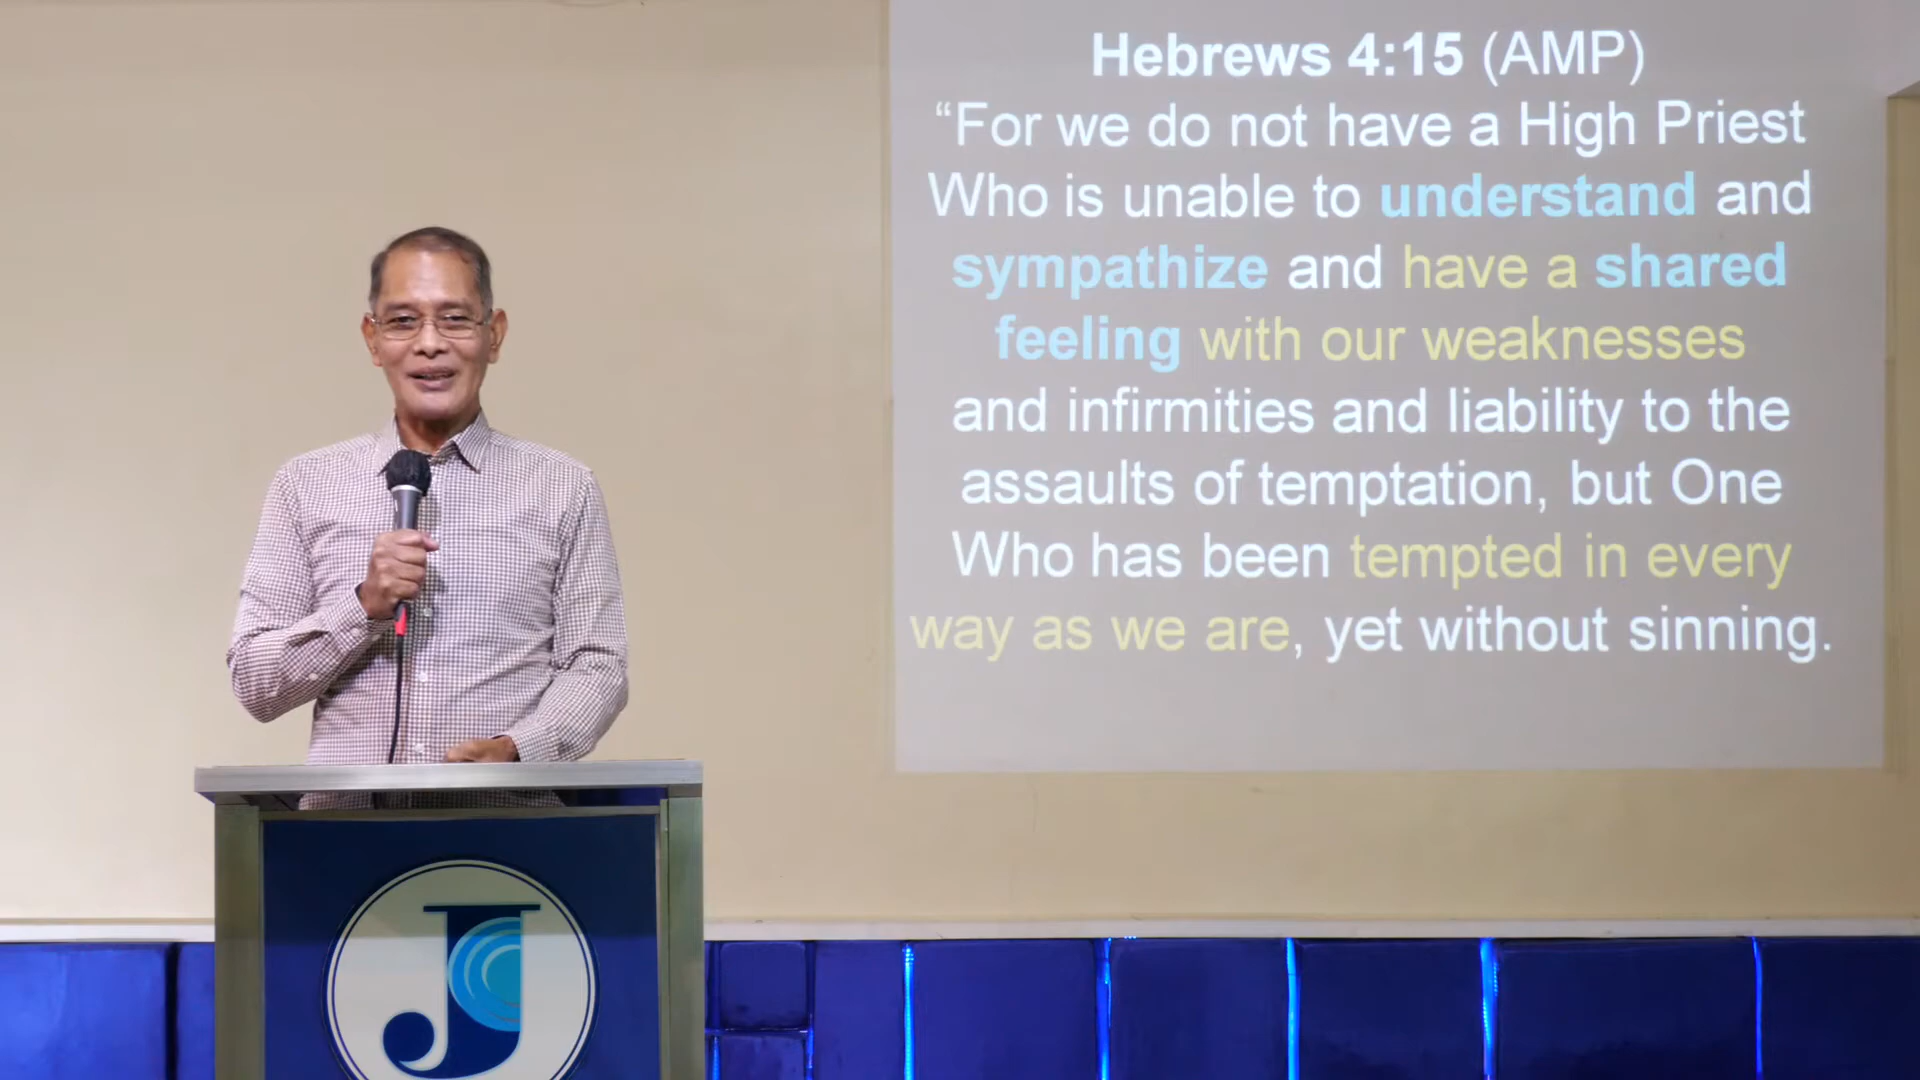 Hebrews 4:15 (AMP)
“For we do not have a High Priest
Who is unable to understand and
sympathize and have a shared
feeling with our weaknesses
and infirmities and liability to the
assaults of temptation, but One
Who has been tempted in every
way as we are, yet without sinning.
J